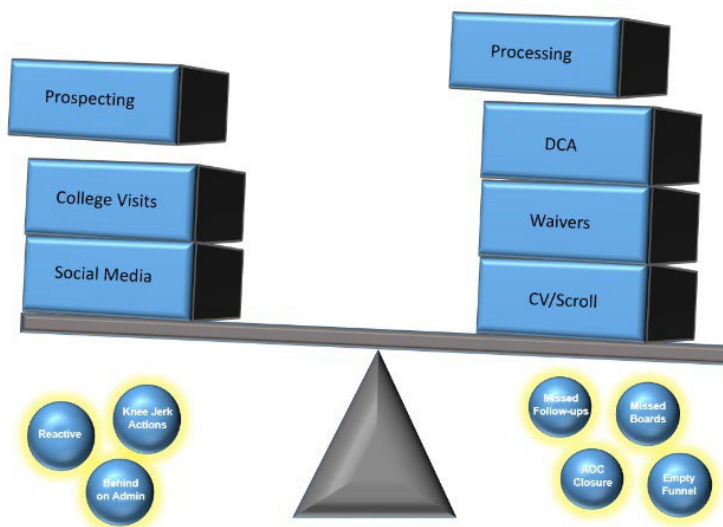 Prospecting
College Visits
Social Media
Processing
DCA
Waivers
CV/Scroll
Reactive
Knee Jerk
Actions
Behind
on Admin
Missed
Follow-ups
Missed
Boards
AOC
Closure
Empty
Funnel